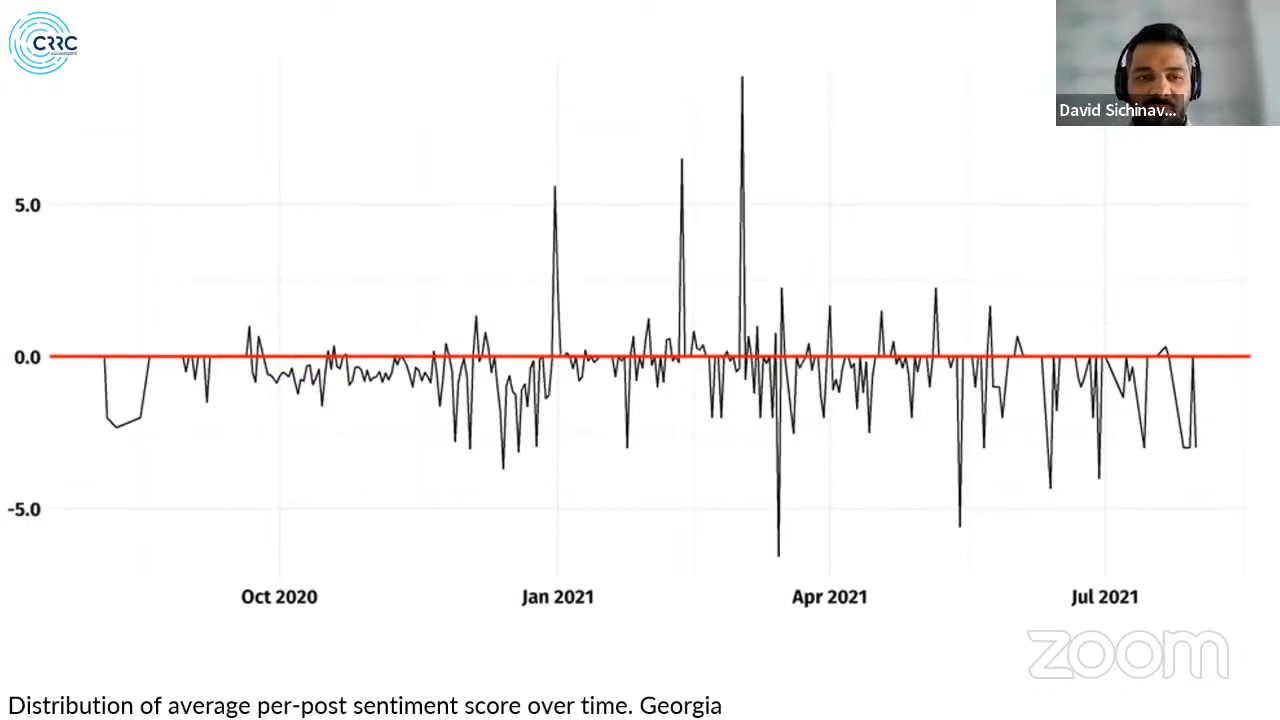 CRRC
David Sichinav...
5.0
0.0
-5.0
Oct 2020
Jan 2021
Apr 2021
Jul 2021
zoom
Distribution of average per-post sentiment score over time. Georgia